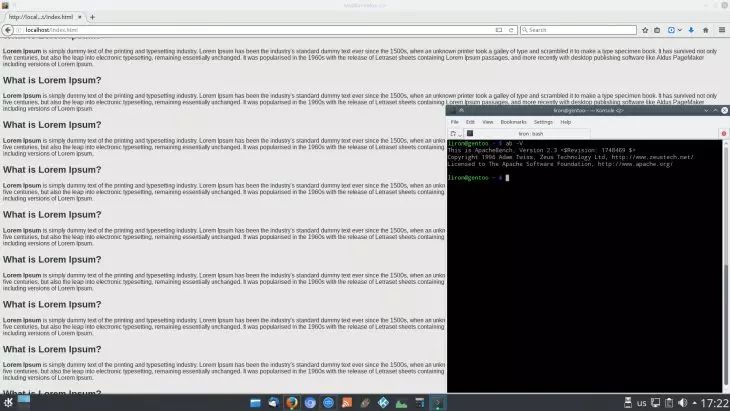 http://local...t/index.html
localhost/index.html
Search
Lorem Ipsum is simply dummy text of the printing and typesetting industry. Lorem Ipsum has been the industry's standard dummy text ever since the 1500s, when an unknown printer took a galley of type and scrambled it to make a type specimen book. It has survived not only
five centuries, but also the leap into electronic typesetting, remaining essentially unchanged. It was popularised in the 1960s with the release of Letraset sheets containing Lorem Ipsum passages, and more recently with desktop publishing software like Aldus PageMaker
including versions of Lorem Ipsum.
What is Lorem Ipsum?
Lorem Ipsum is simply dummy text of the printing and typesetting industry. Lorem Ipsum has been the industry's standard dummy text ever since the 1500s, when an unknown printer took a galley of type and scrambled it to make a type specimen book. It has survived not only
five centuries, but also the leap into electronic typesetting, remaining essentially unchanged. It was popularised in the 1960s with the release of Letraset sheets containing Lorem Ipsum passages, and more recently with desktop publishing software like Aldus PageMaker
including versions of Lorem Ipsum.
What is Lorem Ipsum?
Lorem Ipsum is simply dummy text of the printing and typesetting industry. Lorem Ipsum has been the industry's standard dummy text ever since the 1500s, when an unkn
five centuries, but also the leap into electronic typesetting, remaining essentially unchanged. It was popularised in the 1960s with the release of Letraset sheets containing
including versions of Lorem Ipsum.
What is Lorem Ipsum?
Lorem Ipsum is simply dummy text of the printing and typesetting industry. Lorem Ipsum has been the industry's standard dummy text ever since the 1500s, when an unkn
five centuries, but also the leap into electronic typesetting, remaining essentially unchanged. It was popularised in the 1960s with the release of Letraset sheets containing
including versions of Lorem Ipsum.
What is Lorem Ipsum?
Lorem Ipsum is simply dummy text of the printing and typesetting industry. Lorem Ipsum has been the industry's standard dummy text ever since the 1500s, when an unkn
five centuries, but also the leap into electronic typesetting, remaining essentially unchanged. It was popularised in the 1960s with the release of Letraset sheets containing
including versions of Lorem Ipsum.
What is Lorem Ipsum?
Lorem Ipsum is simply dummy text of the printing and typesetting industry. Lorem Ipsum has been the industry's standard dummy text ever since the 1500s, when an unkn
five centuries, but also the leap into electronic typesetting, remaining essentially unchanged. It was popularised in the 1960s with the release of Letraset sheets containing
including versions of Lorem Ipsum.
What is Lorem Ipsum?
Lorem Ipsum is simply dummy text of the printing and typesetting industry. Lorem Ipsum has been the industry's standard dummy text ever since the 1500s, when an unkn
five centuries, but also the leap into electronic typesetting, remaining essentially unchanged. It was popularised in the 1960s with the release of Letraset sheets containing
including versions of Lorem Ipsum.
What is Lorem Ipsum?
Lorem Ipsum is simply dummy text of the printing and typesetting industry. Lorem Ipsum has been the industry's standard dummy text ever since the 1500s, when an unkn
five centuries, but also the leap into electronic typesetting, remaining essentially unchanged. It was popularised in the 1960s with the release of Letraset sheets containing
including versions of Lorem Ipsum.
What is Lorem Ipsum?
liron@gentoo: ~ — Konsole <2>
File Edit View Bookmarks Settings Help
liron : bash
liron@gentoo ~ $ ab -V
This is ApacheBench, Version 2.3 <$Revision: 1748469 $>
Copyright 1996 Adam Twiss, Zeus Technology Ltd, http://www.zeustech.net/
Licensed to The Apache Software Foundation, http://www.apache.org/
liron@gentoo ~ $
us
17:22